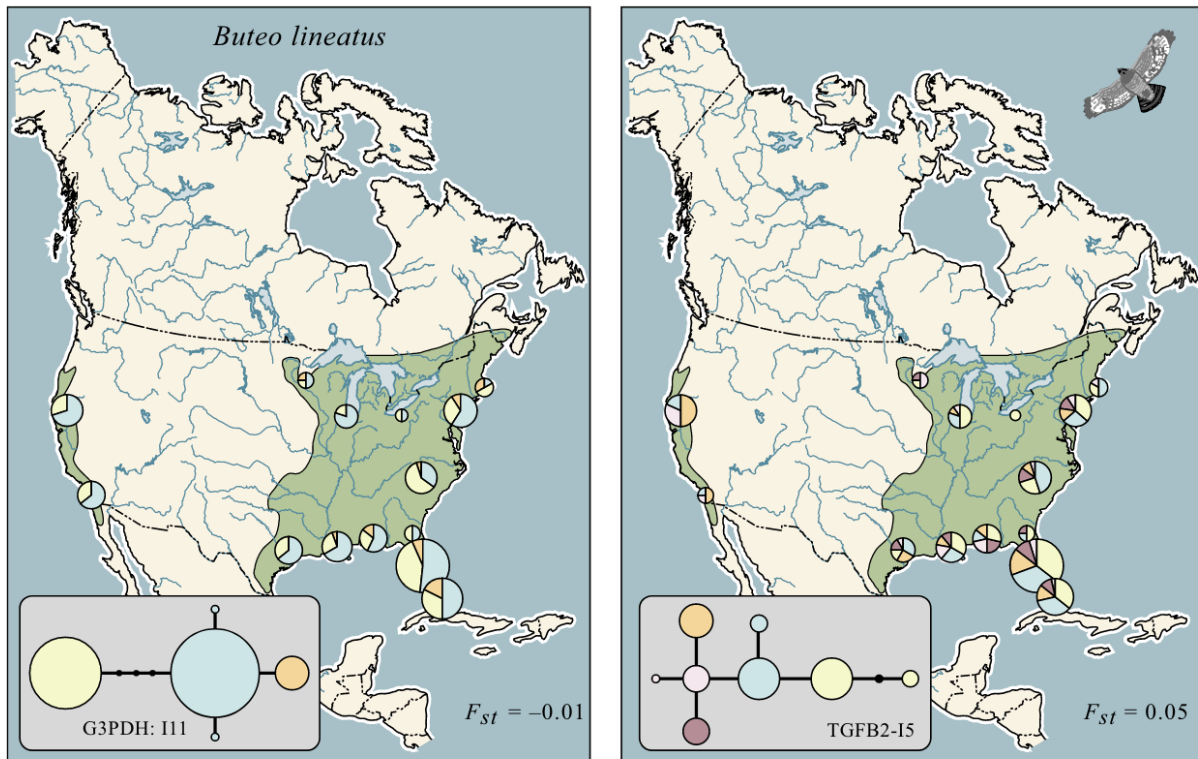 Buteo lineatus
G3PDH: I11
Fst = –0.01
TGFB2-I5
Fst = 0.05